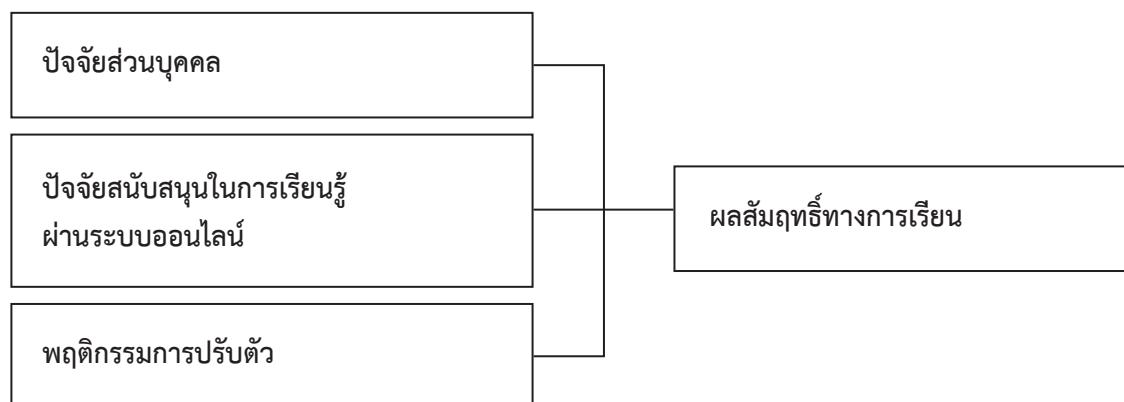 ปัจจัยส่วนบุคคล
ปัจจัยสนับสนุนในการเรียนรู้
ผ่านระบบออนไลน์
ผลสัมฤทธิ์ทางการเรียน
พฤติกรรมการปรับตัว